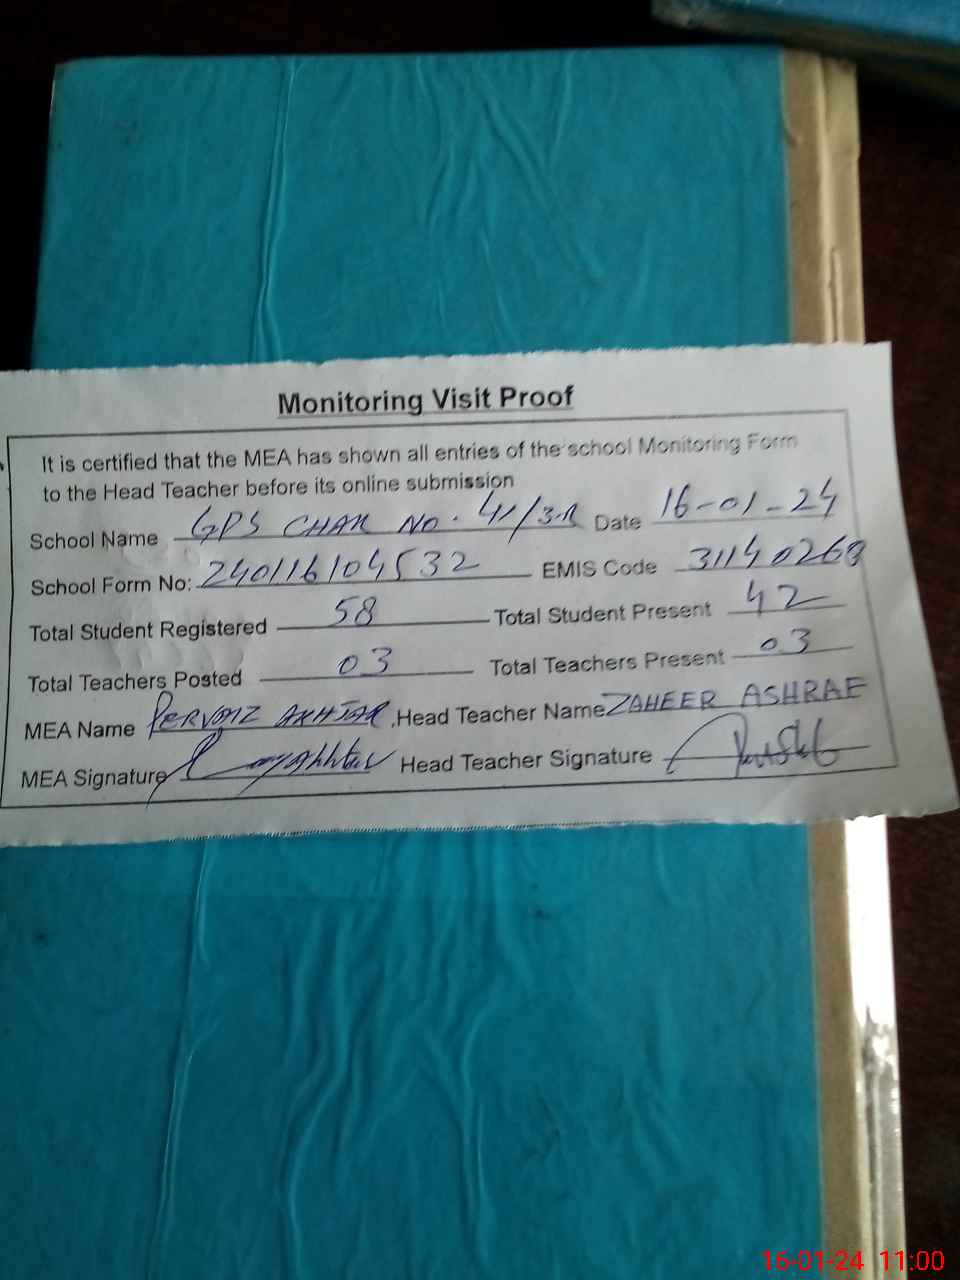 Monitoring Visit Proof
It is certified that the MEA has shown all entries of the school Monitoring Form
to the Head Teacher before its online submission
School Name GPS CHAK NO. 41/3-R Date 16-01-24
School Form No: 240116104532 EMIS Code 31140260
Total Student Registered 58 Total Student Present 42
Total Teachers Posted 03 Total Teachers Present 03
MEA Name PERVAIZ AKHTAR, Head Teacher Name ZAHEER ASHRAF
MEA Signature Head Teacher Signature
16-01-24 11:00